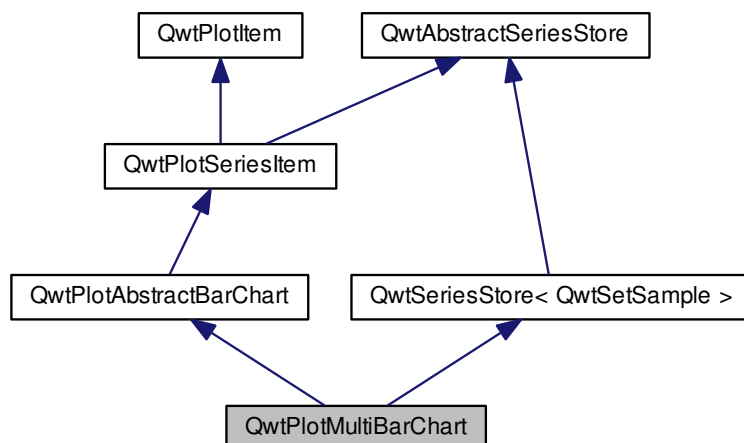 QwtPlotItem
QwtAbstractSeriesStore
QwtPlotSeriesItem
QwtPlotAbstractBarChart
QwtSeriesStore< QwtSetSample >
QwtPlotMultiBarChart